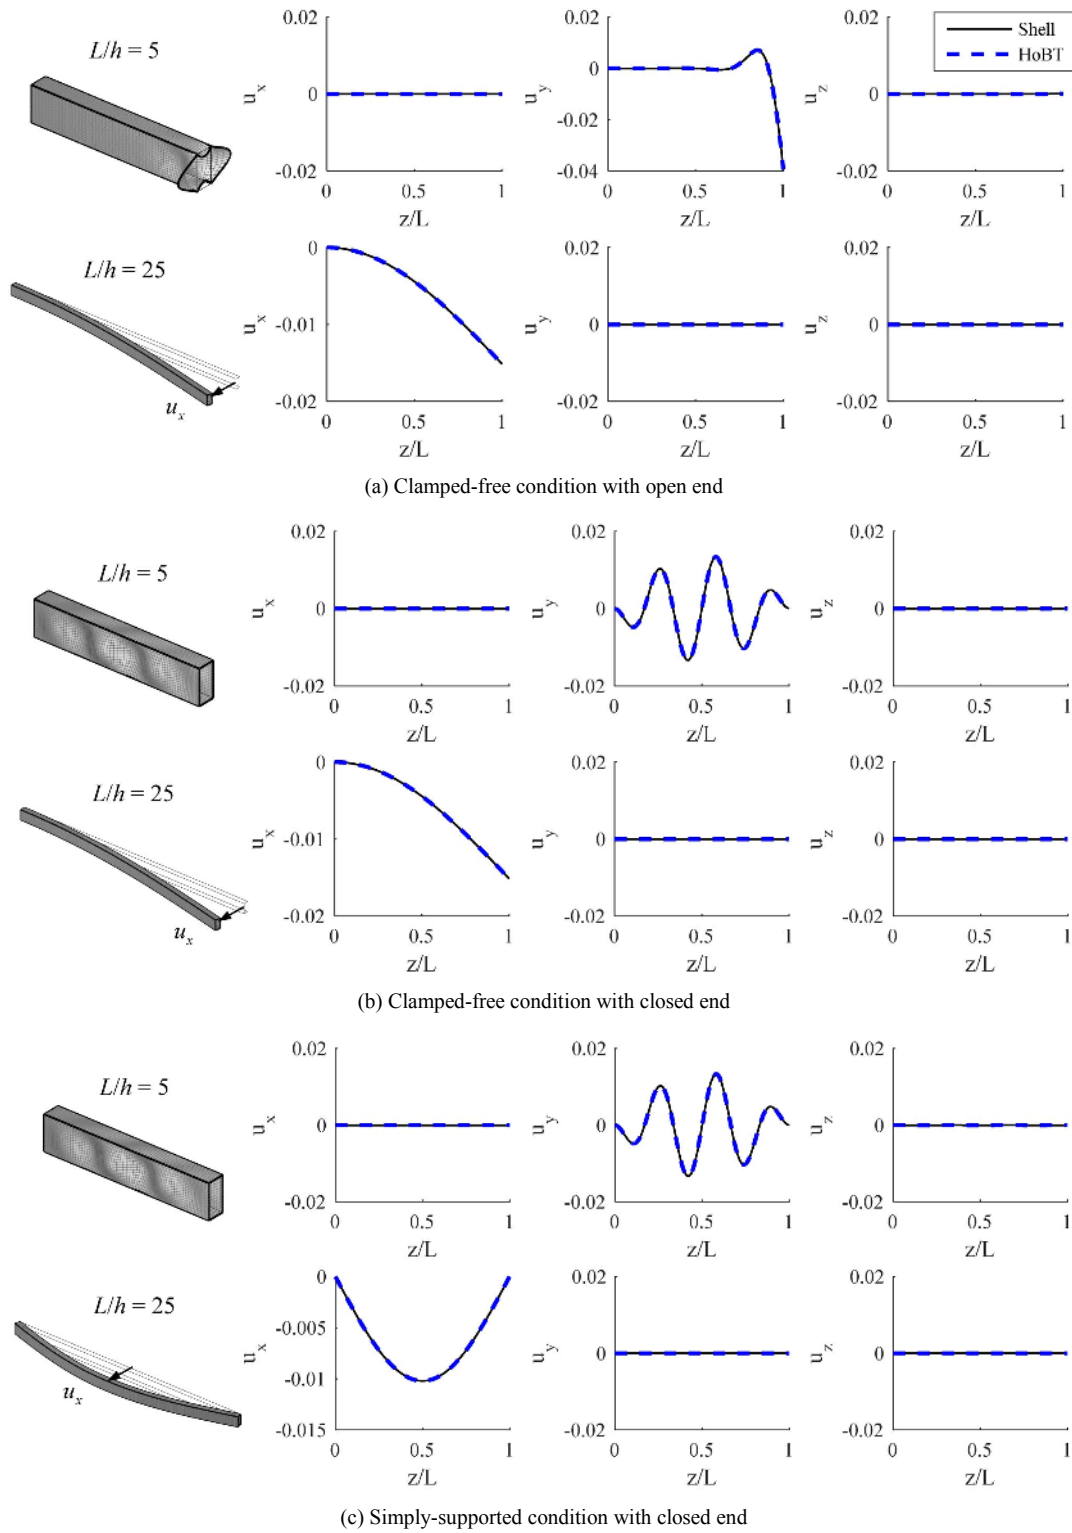 L/h = 5
0.02
0
-0.02
u_x
0 0.5 1
z/L
0.02
0
-0.02
-0.04
u_y
0 0.5 1
z/L
0.02
0
-0.02
u_z
0 0.5 1
z/L
Shell
HoBT
L/h = 25
u_x
0
-0.01
-0.02
u_x
0 0.5 1
z/L
0.02
0
-0.02
u_y
0 0.5 1
z/L
0.02
0
-0.02
u_z
0 0.5 1
z/L
(a) Clamped-free condition with open end
L/h = 5
0.02
0
-0.02
u_x
0 0.5 1
z/L
0.02
0
-0.02
u_y
0 0.5 1
z/L
0.02
0
-0.02
u_z
0 0.5 1
z/L
L/h = 25
u_x
0
-0.01
-0.02
u_x
0 0.5 1
z/L
0.02
0
-0.02
u_y
0 0.5 1
z/L
0.02
0
-0.02
u_z
0 0.5 1
z/L
(b) Clamped-free condition with closed end
L/h = 5
0.02
0
-0.02
u_x
0 0.5 1
z/L
0.02
0
-0.02
u_y
0 0.5 1
z/L
0.02
0
-0.02
u_z
0 0.5 1
z/L
L/h = 25
u_x
0
-0.005
-0.01
-0.015
u_x
0 0.5 1
z/L
0.02
0
-0.02
u_y
0 0.5 1
z/L
0.02
0
-0.02
u_z
0 0.5 1
z/L
(c) Simply-supported condition with closed end